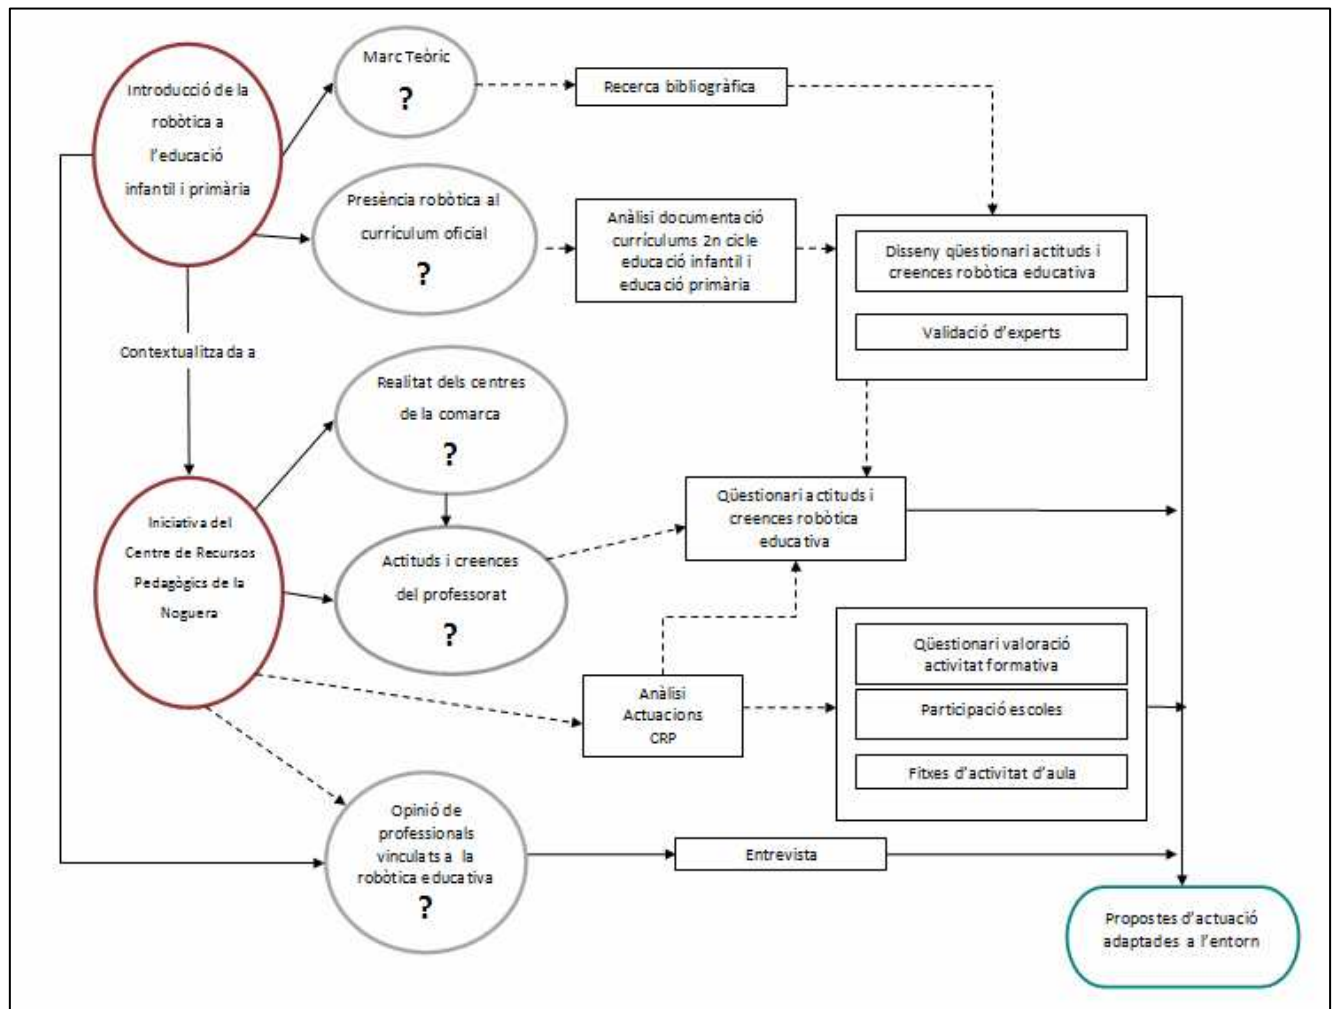 Introducció de la
robòtica a
l'educació
infantil i primària
Marc Teòric
?
Recerca bibliogràfica
Presència robòtica al
currículum oficial
?
Anàlisi documentació
currículums 2n cicle
educació infantil i
educació primària
Disseny qüestionari actituds i
creences robòtica educativa
Validació d'experts
Contextualitzada a
Realitat dels centres
de la comarca
?
Iniciativa del
Centre de Recursos
Pedagògics de la
Noguera
Actituds i creences
del professorat
?
Qüestionari actituds i
creences robòtica
educativa
Anàlisi
Actuacions
CRP
Qüestionari valoració
activitat formativa
Participació escoles
Fitxes d'activitat d'aula
Opinió de
professionals
vinculats a la
robòtica educativa
?
Entrevista
Propostes d'actuació
adaptades a l'entorn